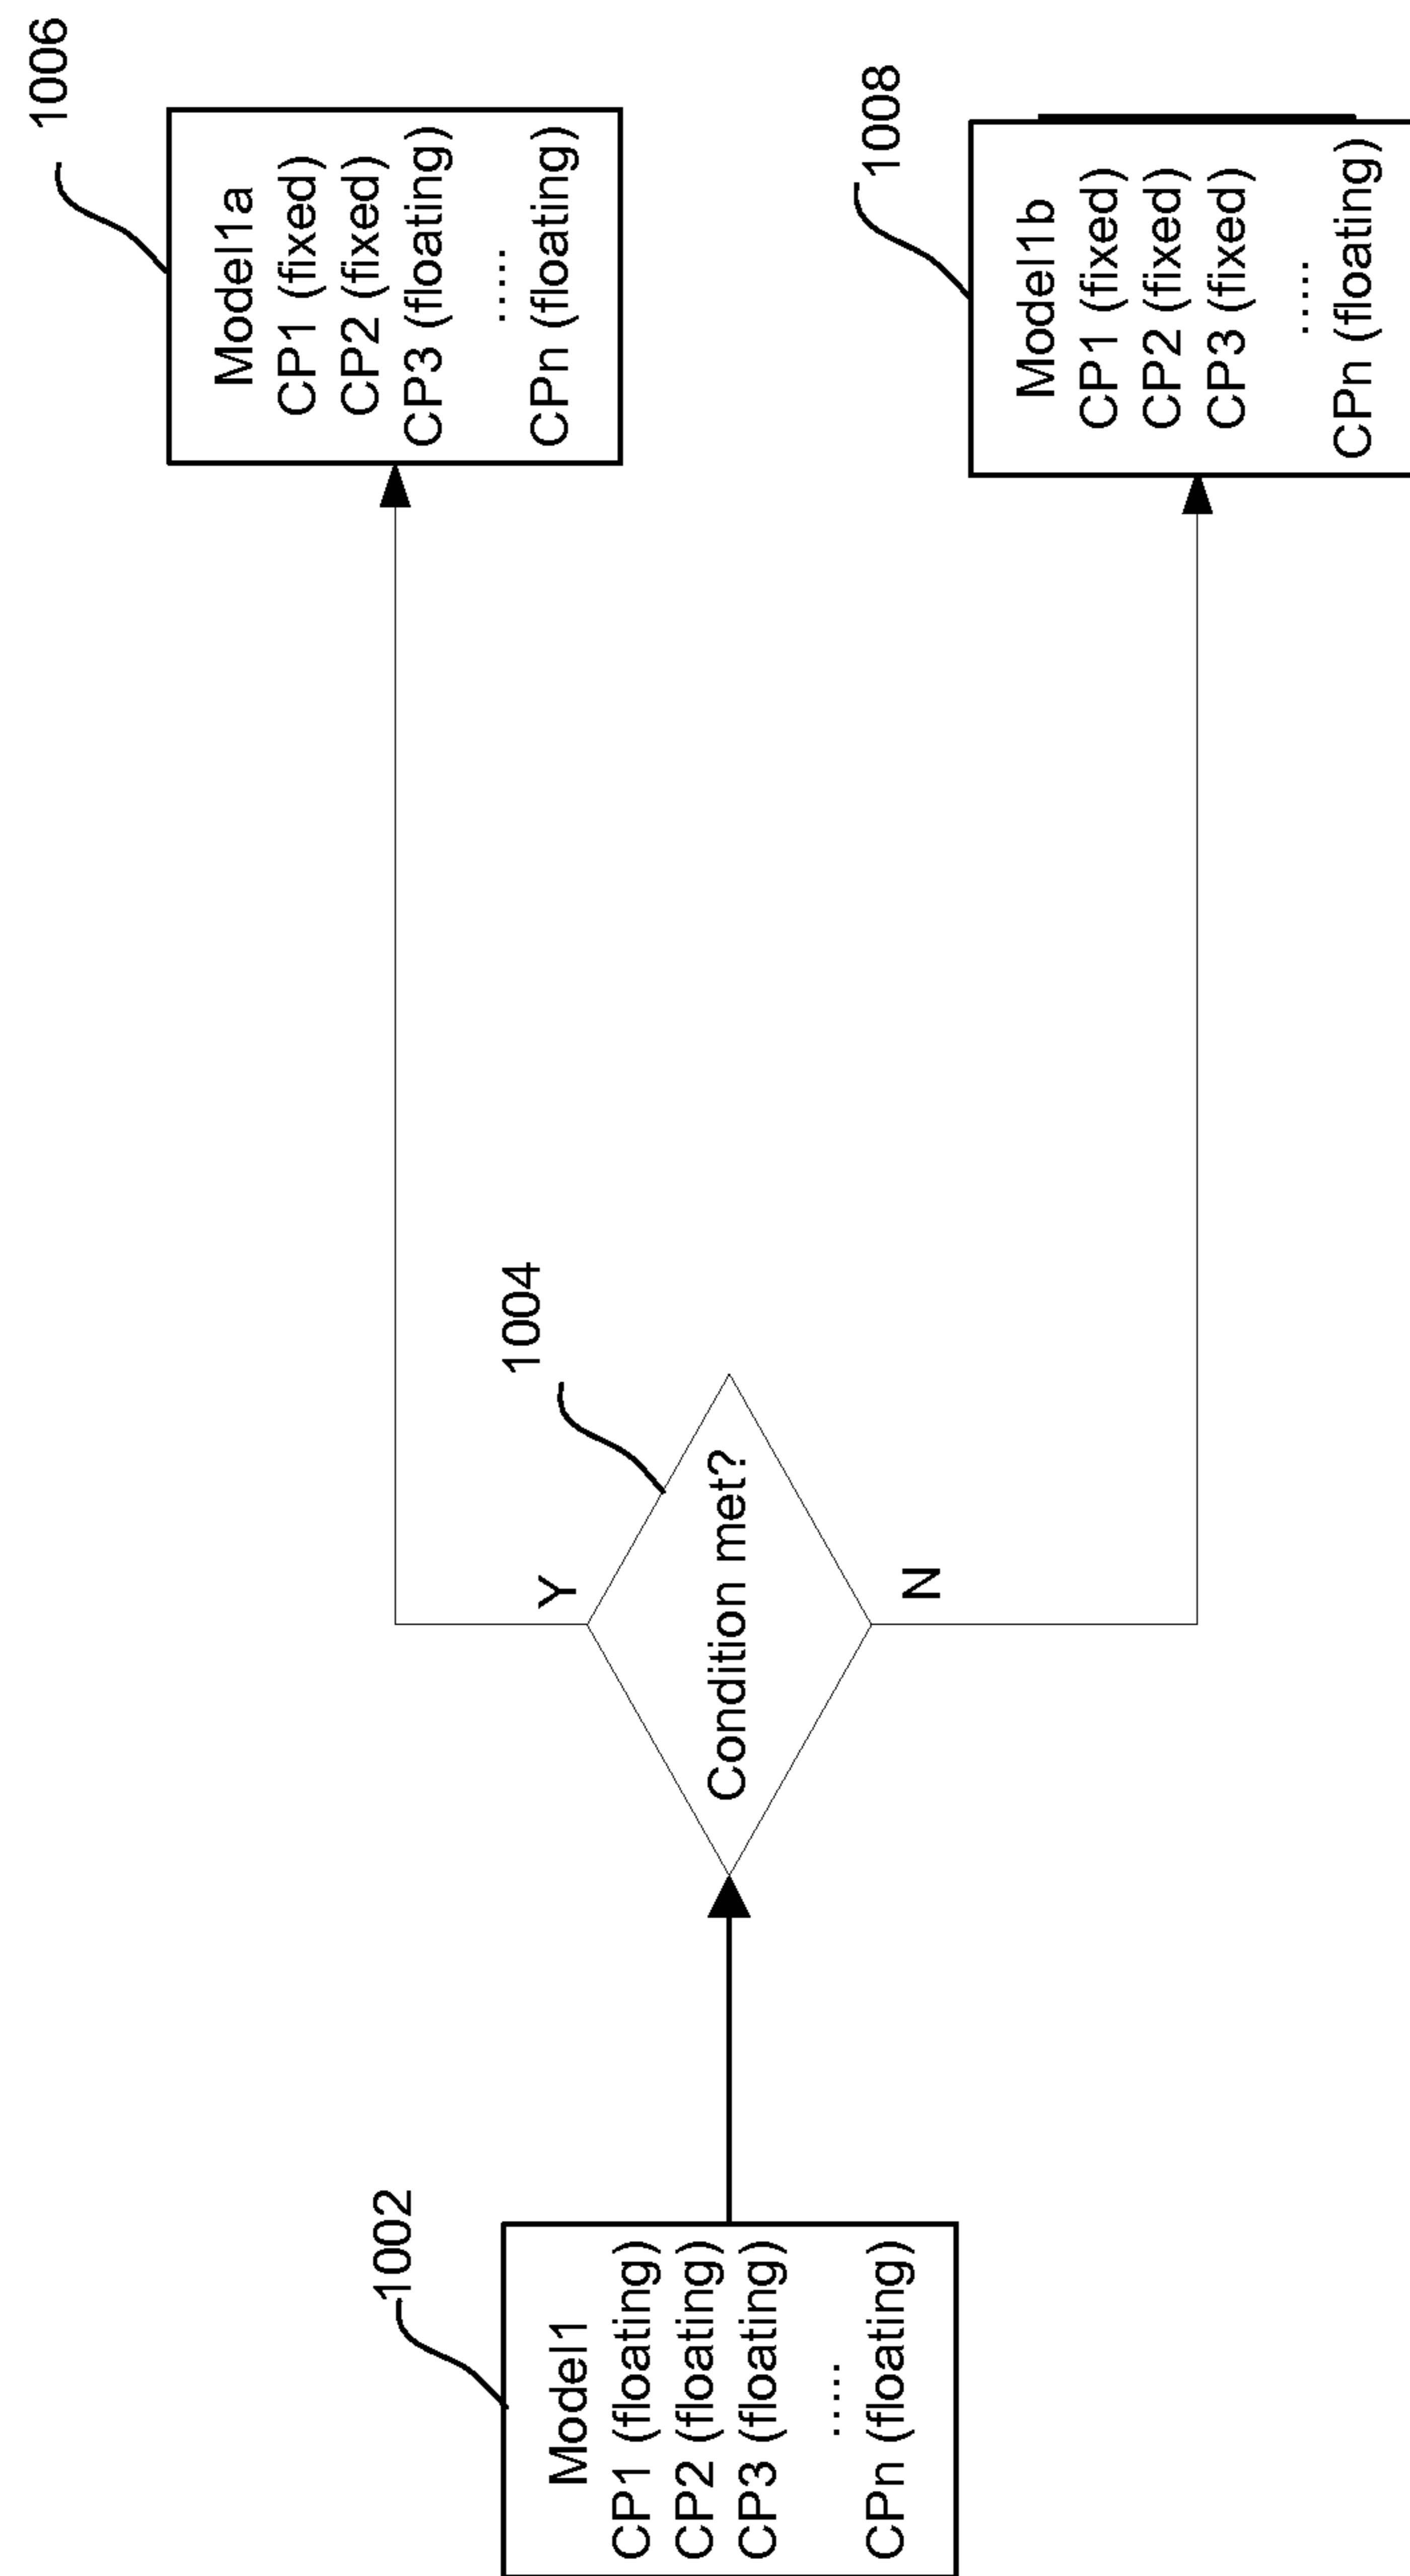 1002
Model1
CP1 (floating)
CP2 (floating)
CP3 (floating)
.....
CPn (floating)
1004
Condition met?
Y
N
1006
Model1a
CP1 (fixed)
CP2 (fixed)
CP3 (floating)
.....
CPn (floating)
1008
Model1b
CP1 (fixed)
CP2 (fixed)
CP3 (fixed)
.....
CPn (floating)